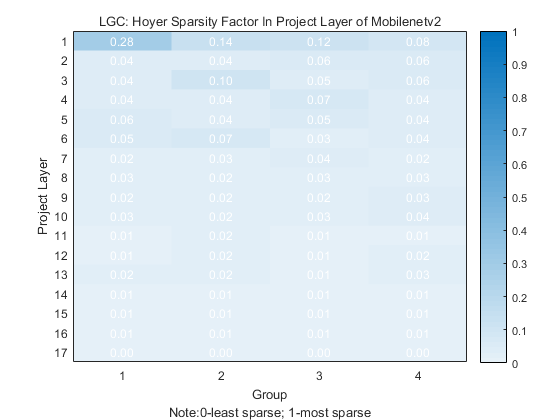 LGC: Hoyer Sparsity Factor In Project Layer of Mobilenetv2
1 0.28 0.14 0.12 0.08
2 0.04 0.04 0.06 0.06
3 0.04 0.10 0.05 0.06
4 0.04 0.04 0.07 0.04
5 0.06 0.04 0.05 0.04
6 0.05 0.07 0.03 0.04
7 0.02 0.03 0.04 0.02
8 0.03 0.02 0.03 0.03
9 0.02 0.02 0.02 0.03
10 0.03 0.02 0.03 0.04
11 0.01 0.02 0.01 0.01
12 0.01 0.02 0.01 0.02
13 0.02 0.02 0.01 0.03
14 0.01 0.01 0.01 0.01
15 0.01 0.01 0.01 0.01
16 0.01 0.01 0.01 0.01
17 0.00 0.00 0.00 0.00
1 2 3 4
Project Layer
Group
Note:0-least sparse; 1-most sparse
1
0.9
0.8
0.7
0.6
0.5
0.4
0.3
0.2
0.1
0